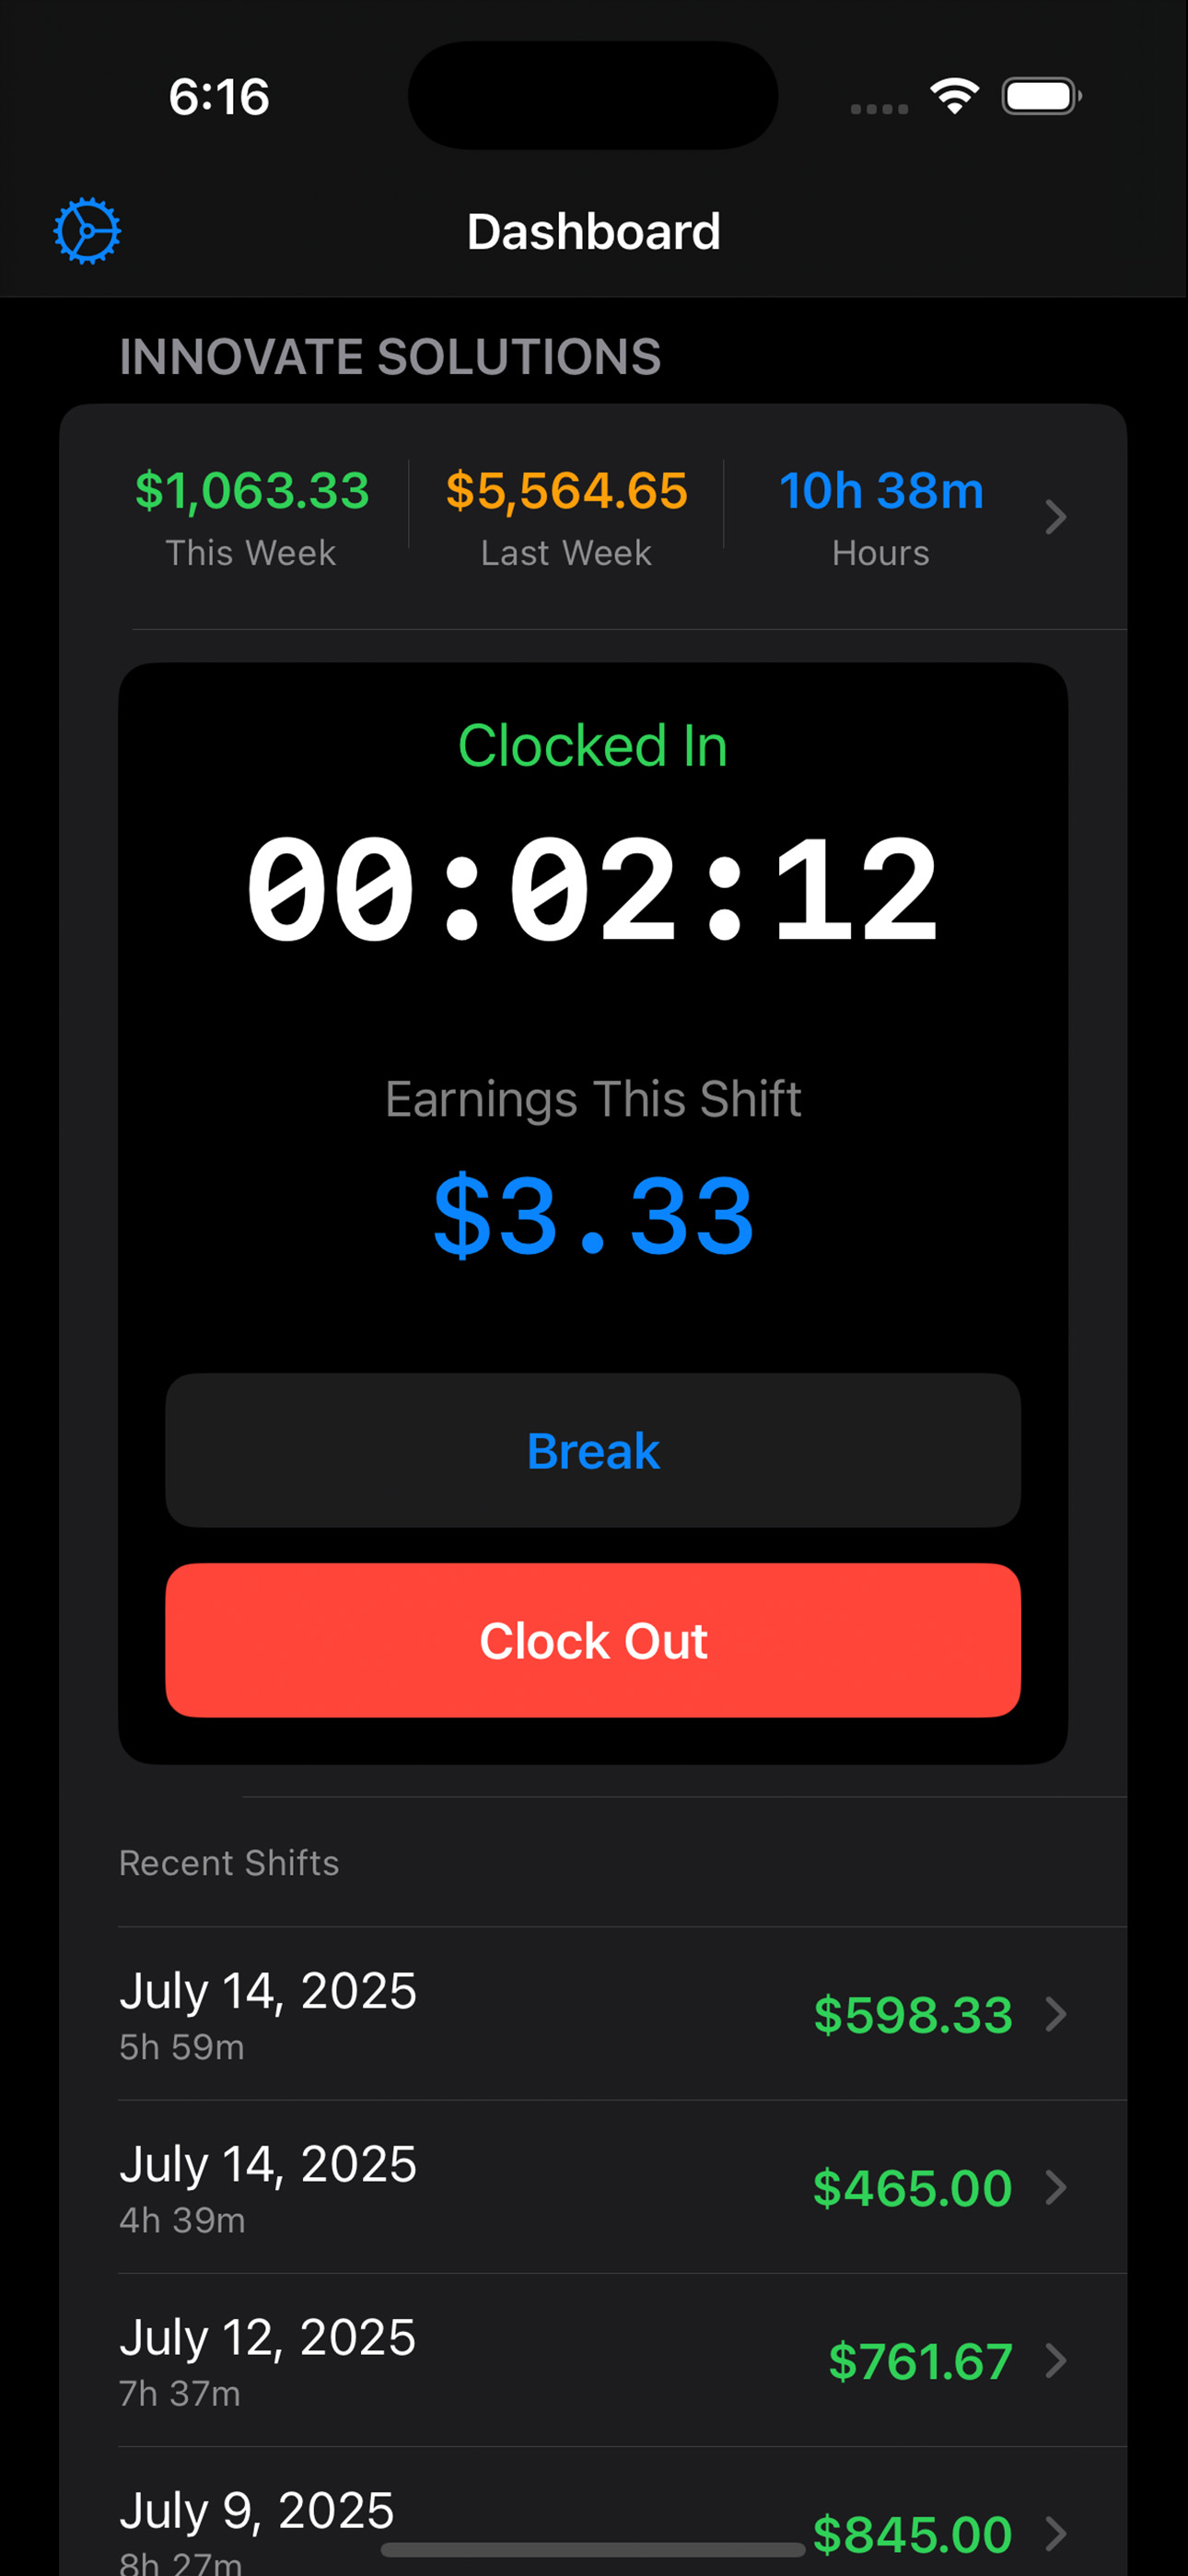 6:16
Dashboard
INNOVATE SOLUTIONS
$1,063.33 $5,564.65 10h 38m
This Week Last Week Hours
Clocked In
00:02:12
Earnings This Shift
$3.33
Break
Clock Out
Recent Shifts
July 14, 2025
$598.33
5h 59m
July 14, 2025
$465.00
4h 39m
July 12, 2025
$761.67
7h 37m
July 9, 2025
$845.00
8h 27m